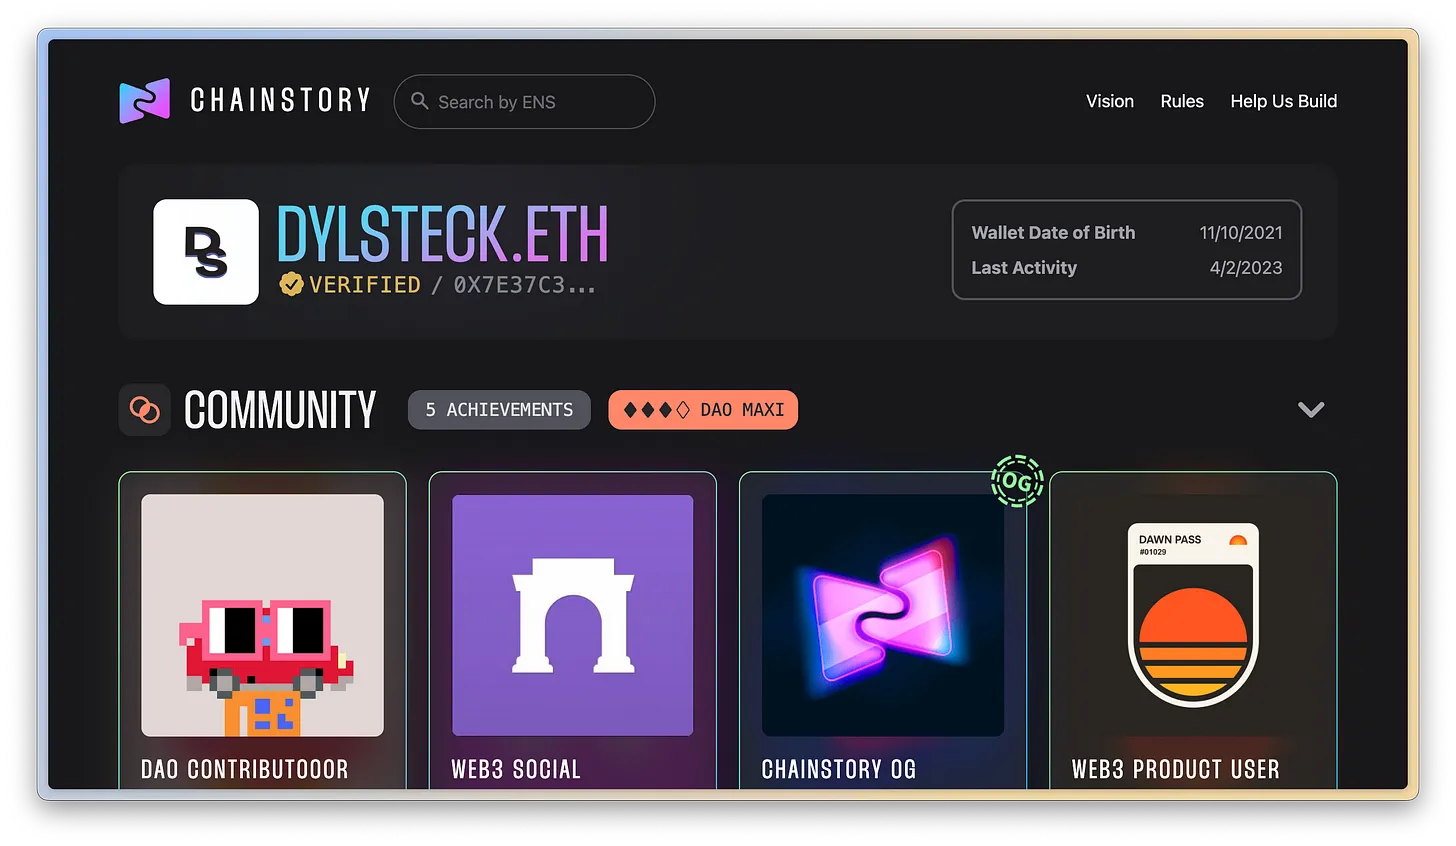 CHAINSTORY
Search by ENS
Vision Rules Help Us Build
DS
DYLSTECK.ETH
VERIFIED / 0X7E37C3...
Wallet Date of Birth 11/10/2021
Last Activity 4/2/2023
COMMUNITY 5 ACHIEVEMENTS DAO MAXI
OG
DAWN PASS
#01029
DAO CONTRIBUTOOOR
WEB3 SOCIAL
CHAINSTORY OG
WEB3 PRODUCT USER